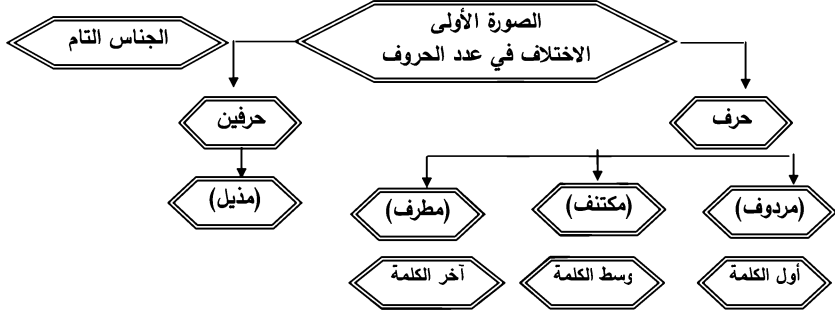 الصورة الأولى
الاختلاف في عدد الحروف
الجناس التام
حرف
حرفين
(مردوف)
(مكتنف)
(مطرف)
(مذيل)
أول الكلمة
وسط الكلمة
آخر الكلمة